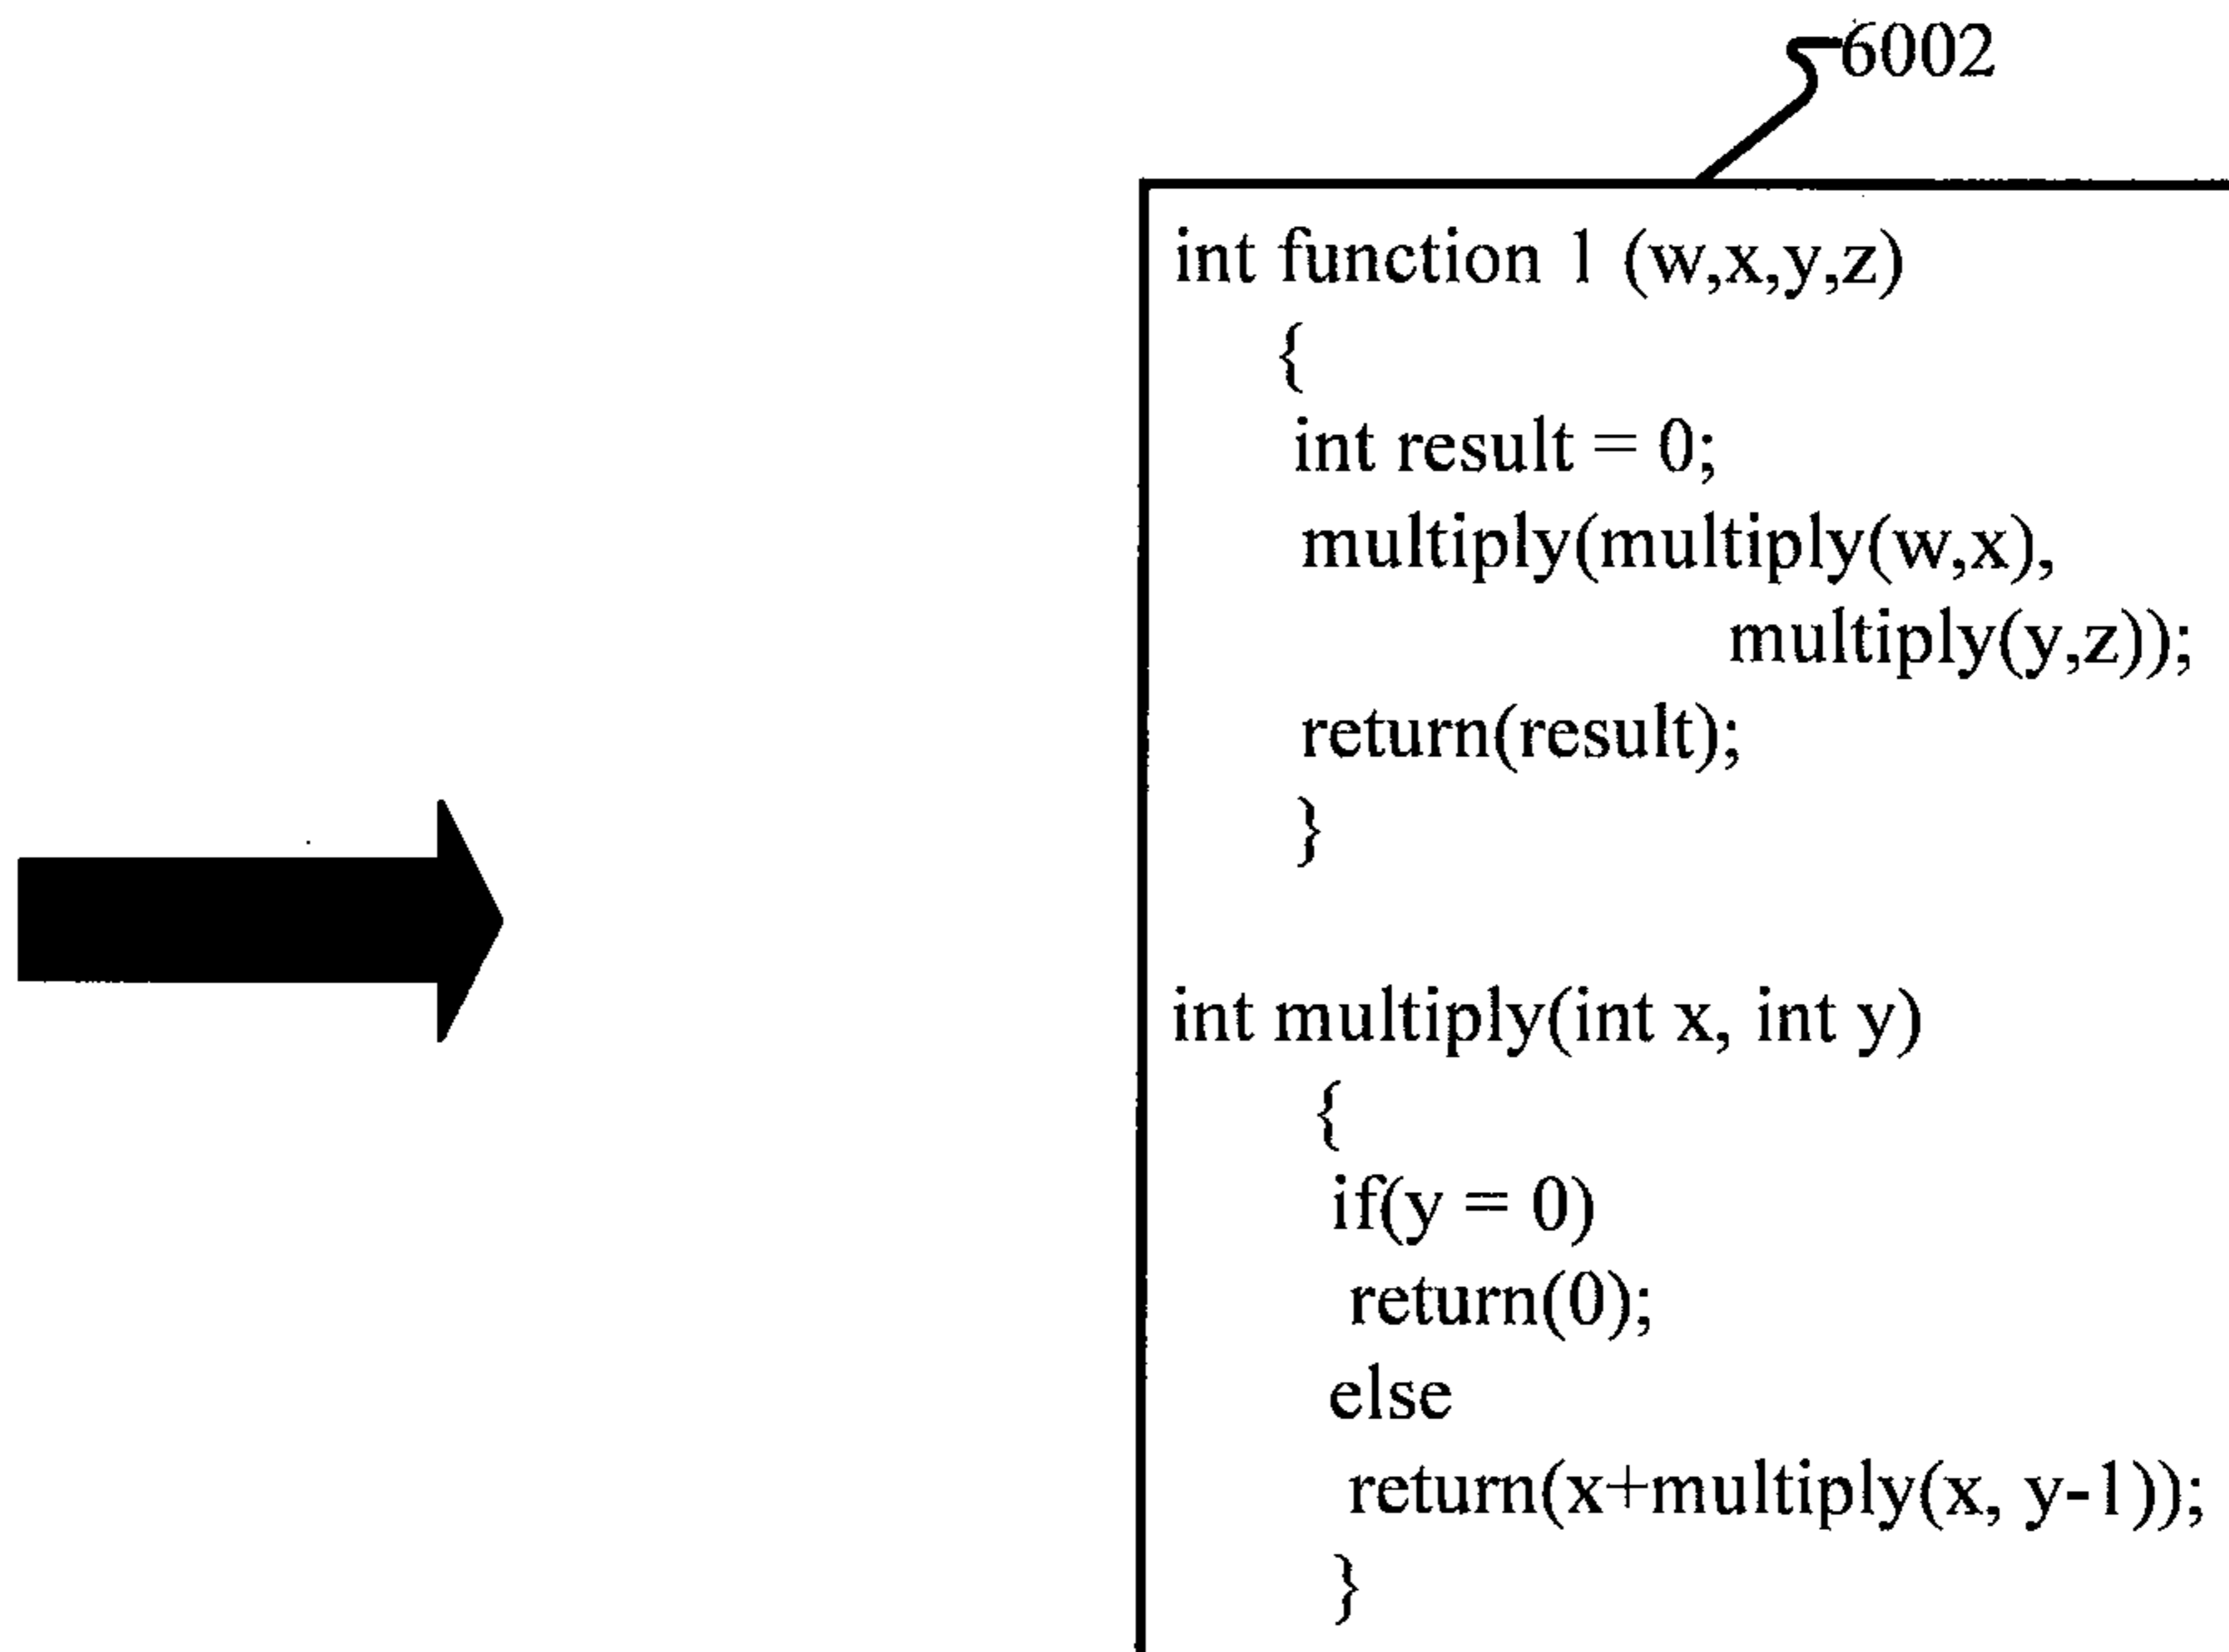 6002
int function 1 (w,x,y,z)
{
int result = 0;
multiply(multiply(w,x),
multiply(y,z));
return(result);
}
int multiply(int x, int y)
{
if(y = 0)
return(0);
else
return(x+multiply(x, y-1));
}